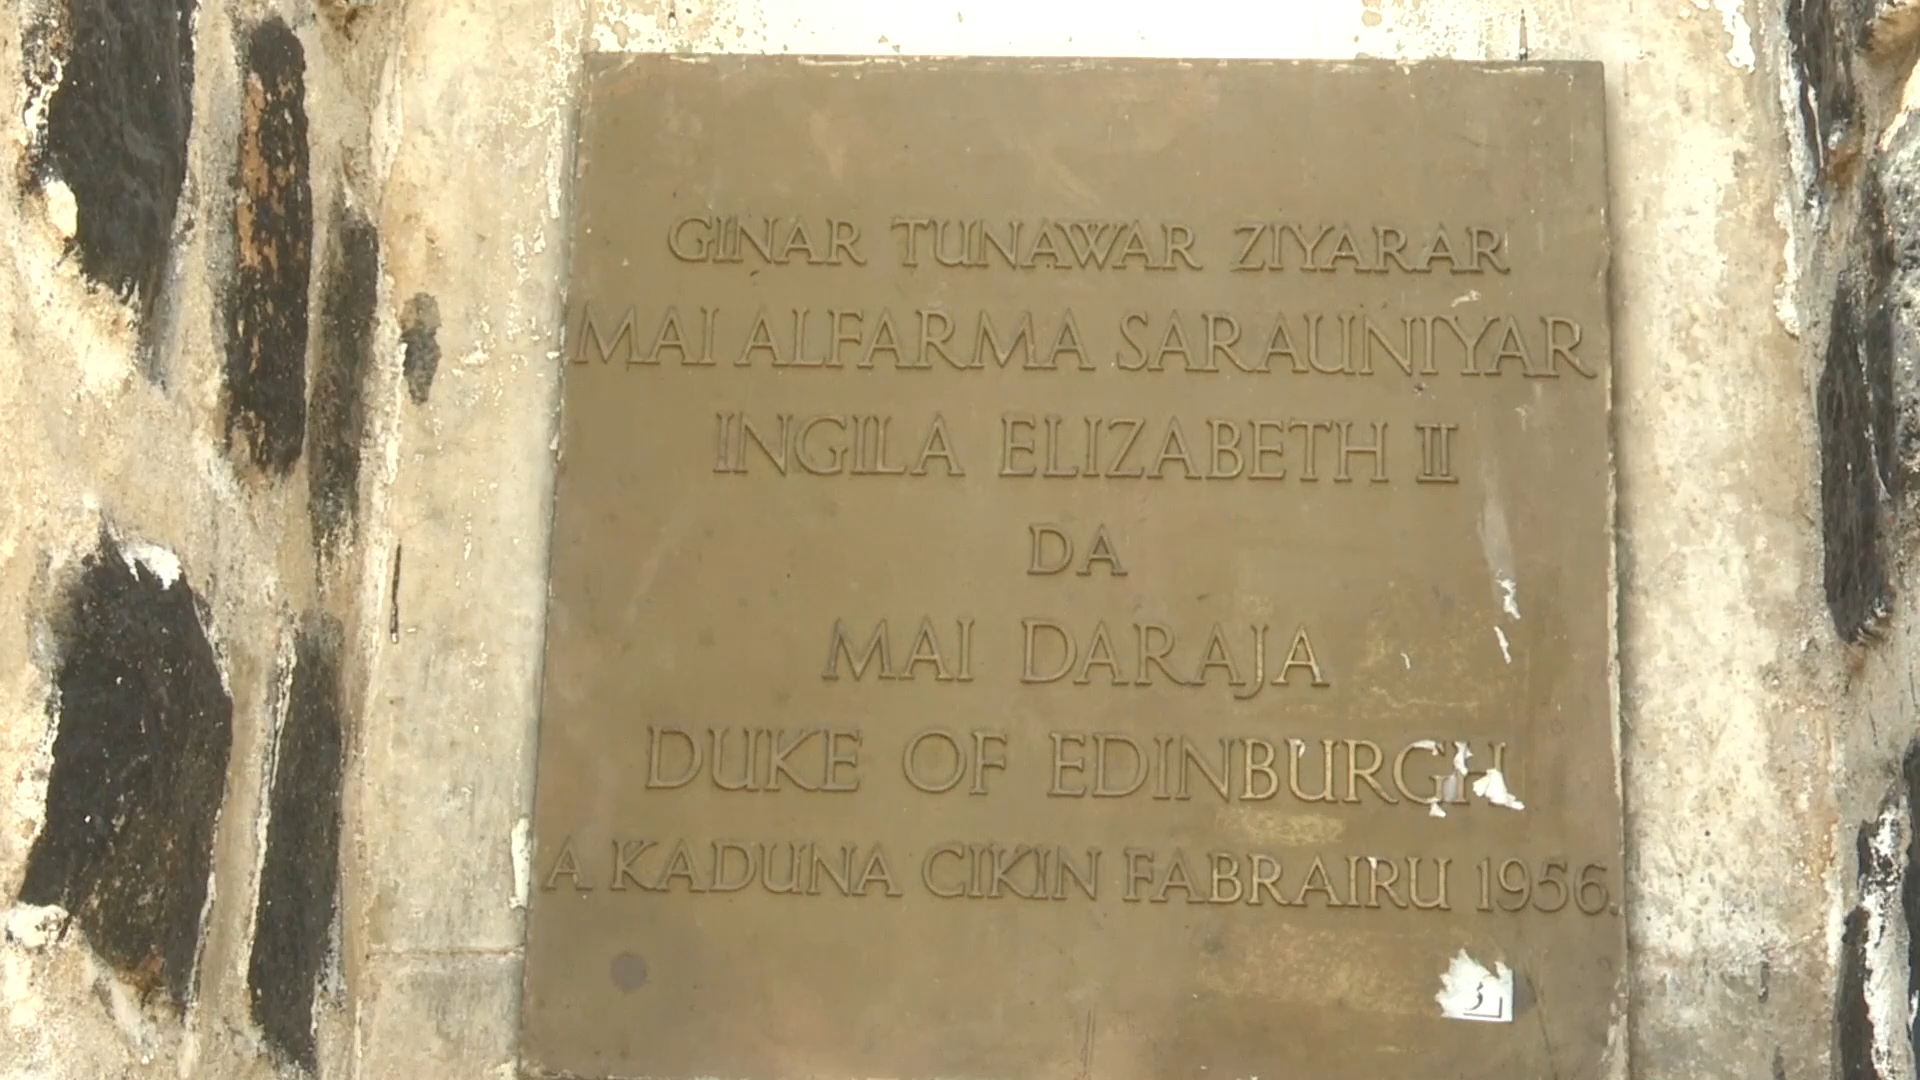 GINAR TUNAWAR ZIYARAR
MAI ALFARMA SARAUNIYAR
INGILA ELIZABETH II
DA
MAI DARAJA
DUKE OF EDINBURGH
A KADUNA CIKIN FABRAIRU 1956.